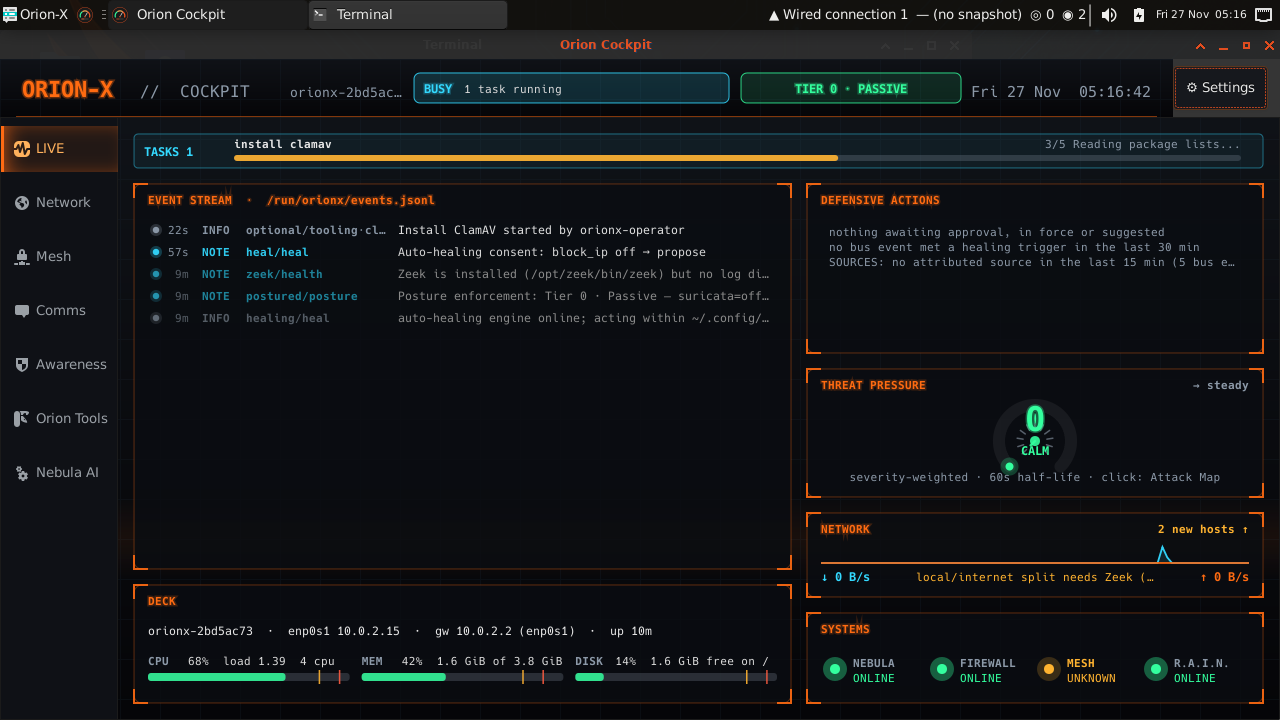 Orion-X
Orion Cockpit
Terminal
▲ Wired connection 1 — (no snapshot) ◎ 0 ◉ 2
Fri 27 Nov 05:16
Terminal
Orion Cockpit
ORION-X // COCKPIT
orionx-2bd5ac…
BUSY 1 task running
TIER 0 · PASSIVE
Fri 27 Nov 05:16:42
⚙ Settings
LIVE
Network
Mesh
Comms
Awareness
Orion Tools
Nebula AI
TASKS 1
install clamav
3/5 Reading package lists...
EVENT STREAM · /run/orionx/events.jsonl
22s INFO optional/tooling·cl… Install ClamAV started by orionx-operator
57s NOTE heal/heal Auto-healing consent: block_ip off → propose
9m NOTE zeek/health Zeek is installed (/opt/zeek/bin/zeek) but no log di…
9m NOTE postured/posture Posture enforcement: Tier 0 · Passive — suricata=off…
9m INFO healing/heal auto-healing engine online; acting within ~/.config/…
DEFENSIVE ACTIONS
nothing awaiting approval, in force or suggested
no bus event met a healing trigger in the last 30 min
SOURCES: no attributed source in the last 15 min (5 bus e…
THREAT PRESSURE
→ steady
0
CALM
severity-weighted · 60s half-life · click: Attack Map
NETWORK
2 new hosts ↑
↓ 0 B/s
local/internet split needs Zeek (…
↑ 0 B/s
DECK
orionx-2bd5ac73 · enp0s1 10.0.2.15 · gw 10.0.2.2 (enp0s1) · up 10m
CPU 68% load 1.39 4 cpu
MEM 42% 1.6 GiB of 3.8 GiB
DISK 14% 1.6 GiB free on /
SYSTEMS
NEBULA
ONLINE
FIREWALL
ONLINE
MESH
UNKNOWN
R.A.I.N.
ONLINE